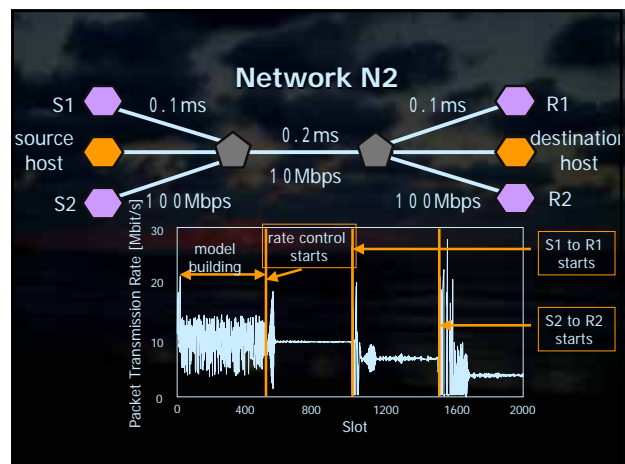 Network N2
S1
0.1ms
0.1ms
R1
source
host
0.2ms
destination
host
10Mbps
S2
100Mbps
100Mbps
R2
Packet Transmission Rate [Mbit/s]
30
20
10
0
model
building
rate control
starts
S1 to R1
starts
S2 to R2
starts
0
400
800
1200
1600
2000
Slot